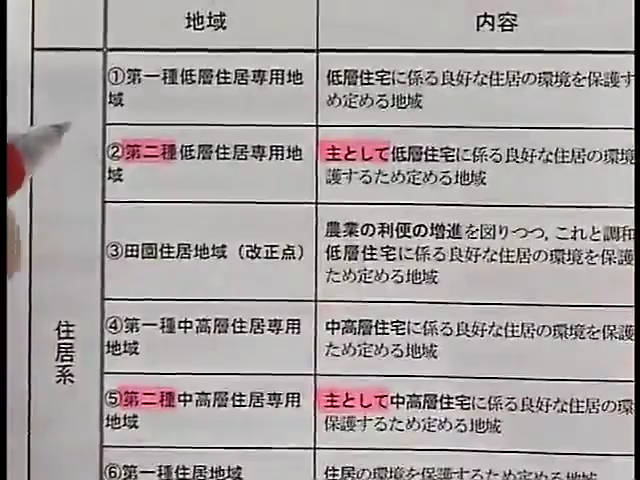 地域
内容
①第一種低層住居専用地
域
低層住宅に係る良好な住居の環境を保護す
め定める地域
②第二種低層住居専用地
域
主として低層住宅に係る良好な住居の環境
護するため定める地域
③田園住居地域（改正点）
農業の利便の増進を図りつつ，これと調和
低層住宅に係る良好な住居の環境を保護
ため定める地域
住居系
④第一種中高層住居専用
地域
中高層住宅に係る良好な住居の環境を保護
ため定める地域
⑤第二種中高層住居専用
地域
主として中高層住宅に係る良好な住居の環
保護するため定める地域
⑥第一種住居地域
住居の環境を保護するため定める地域